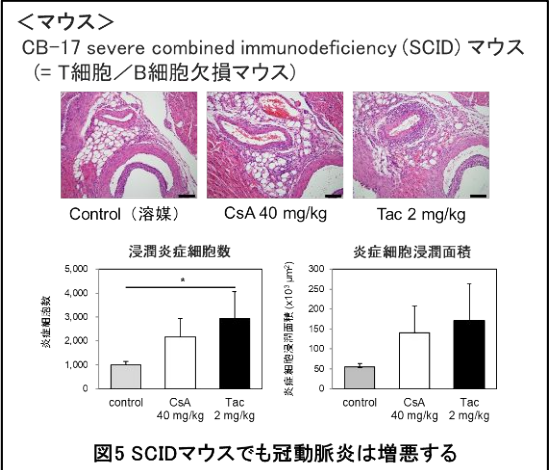 ＜マウス＞
CB-17 severe combined immunodeficiency (SCID) マウス
(= T細胞／B細胞欠損マウス)
Control（溶媒） CsA 40 mg/kg Tac 2 mg/kg
浸潤炎症細胞数
炎症細胞数
5,000
4,000
3,000
2,000
1,000
0
*
control CsA Tac
40 mg/kg 2 mg/kg
炎症細胞浸潤面積
炎症細胞浸潤面積 (x10³ μm²)
300
250
200
150
100
50
0
control CsA Tac
40 mg/kg 2 mg/kg
図5 SCIDマウスでも冠動脈炎は増悪する